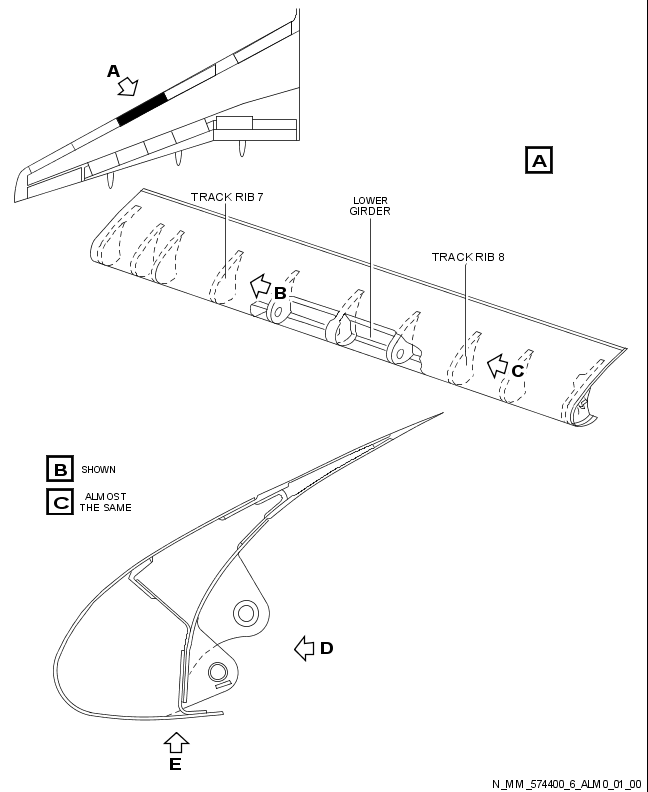 A
A
TRACK RIB 7
LOWER
GIRDER
TRACK RIB 8
B
C
B SHOWN
C ALMOST
THE SAME
D
E
N_MM_574400_6_ALM0_01_00